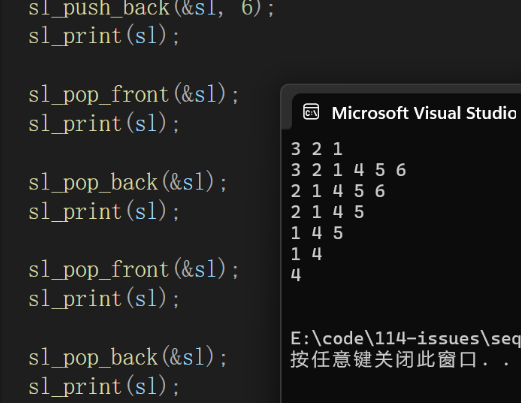 sl_push_back(&sl, 6);
sl_print(sl);
sl_pop_front(&sl);
sl_print(sl);
sl_pop_back(&sl);
sl_print(sl);
sl_pop_front(&sl);
sl_print(sl);
sl_pop_back(&sl);
sl_print(sl);
Microsoft Visual Studio
3 2 1
3 2 1 4 5 6
2 1 4 5 6
2 1 4 5
1 4 5
1 4
4
E:\code\114-issues\seq
按任意键关闭此窗口. .